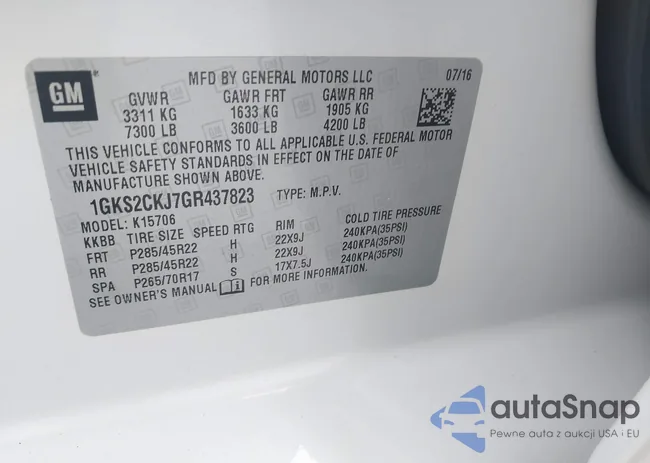 GM
MFD BY GENERAL MOTORS LLC 07/16
GVWR GAWR FRT GAWR RR
3311 KG 1633 KG 1905 KG
7300 LB 3600 LB 4200 LB
THIS VEHICLE CONFORMS TO ALL APPLICABLE U.S. FEDERAL MOTOR
VEHICLE SAFETY STANDARDS IN EFFECT ON THE DATE OF
MANUFACTURE SHOWN ABOVE.
1GKS2CKJ7GR437823 TYPE: M.P.V.
MODEL: K15706
KKBB TIRE SIZE SPEED RTG RIM COLD TIRE PRESSURE
FRT P285/45R22 H 22X9J 240KPA(35PSI)
RR P285/45R22 H 22X9J 240KPA(35PSI)
SPA P265/70R17 S 17X7.5J 240KPA(35PSI)
SEE OWNER'S MANUAL FOR MORE INFORMATION.
autaSnap
Pewne auta z aukcji USA i EU